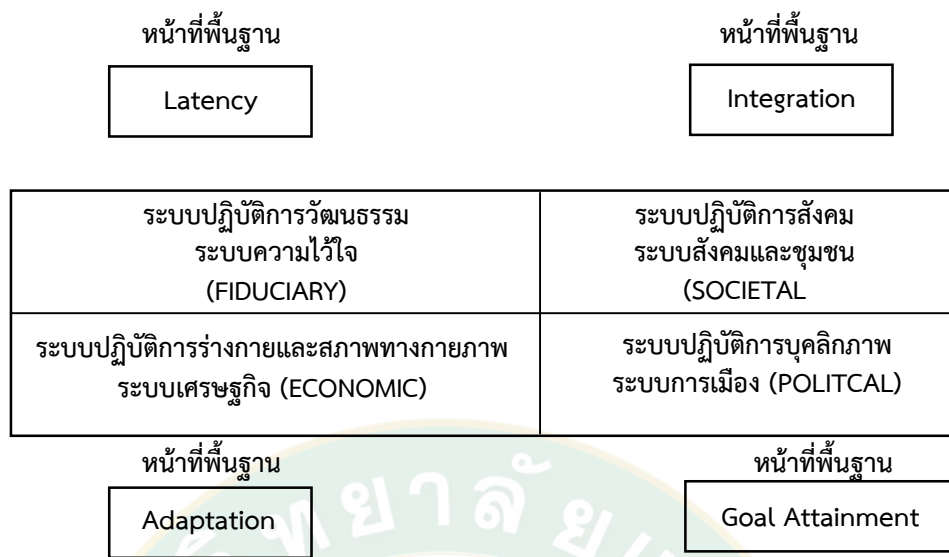 หน้าที่พื้นฐาน
หน้าที่พื้นฐาน
Latency
Integration
ระบบปฏิบัติการวัฒนธรรม
ระบบความไว้ใจ
(FIDUCIARY)
ระบบปฏิบัติการสังคม
ระบบสังคมและชุมชน
(SOCIETAL
ระบบปฏิบัติการร่างกายและสภาพทางกายภาพ
ระบบเศรษฐกิจ (ECONOMIC)
ระบบปฏิบัติการบุคลิกภาพ
ระบบการเมือง (POLITCAL)
หน้าที่พื้นฐาน
หน้าที่พื้นฐาน
Adaptation
Goal Attainment